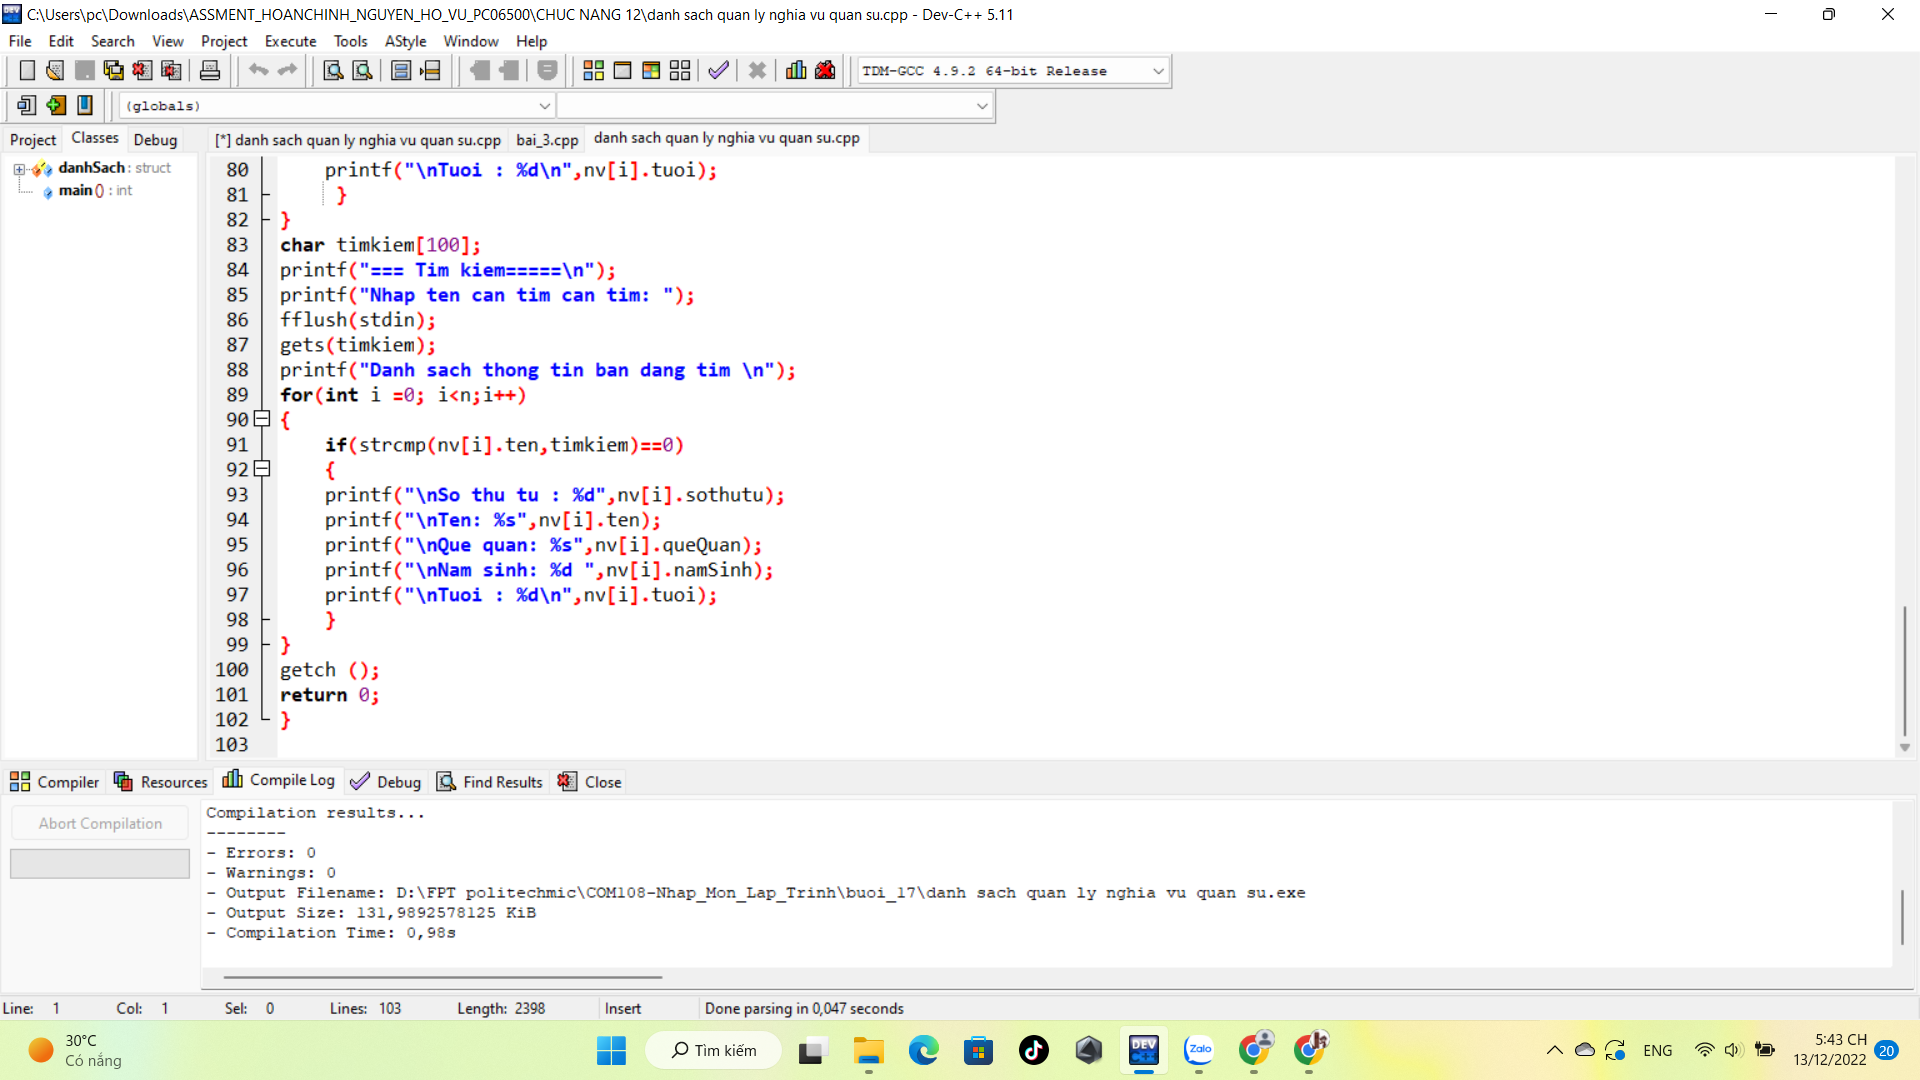 C:\Users\pc\Downloads\ASSMENT_HOANCHINH_NGUYEN_HO_VU_PC06500\CHUC NANG 12\danh sach quan ly nghia vu quan su.cpp - Dev-C++ 5.11
File Edit Search View Project Execute Tools AStyle Window Help
TDM-GCC 4.9.2 64-bit Release
(globals)
Project Classes Debug
[*] danh sach quan ly nghia vu quan su.cpp bai_3.cpp danh sach quan ly nghia vu quan su.cpp
danhSach : struct
main () : int
80 printf("\nTuoi : %d\n",nv[i].tuoi);
81 }
82 }
83 char timkiem[100];
84 printf("=== Tim kiem=====\n");
85 printf("Nhap ten can tim can tim: ");
86 fflush(stdin);
87 gets(timkiem);
88 printf("Danh sach thong tin ban dang tim \n");
89 for(int i =0; i<n;i++)
90 {
91 if(strcmp(nv[i].ten,timkiem)==0)
92 {
93 printf("\nSo thu tu : %d",nv[i].sothutu);
94 printf("\nTen: %s",nv[i].ten);
95 printf("\nQue quan: %s",nv[i].queQuan);
96 printf("\nNam sinh: %d ",nv[i].namSinh);
97 printf("\nTuoi : %d\n",nv[i].tuoi);
98 }
99 }
100 getch ();
101 return 0;
102 }
103
Compiler Resources Compile Log Debug Find Results Close
Abort Compilation
Compilation results...
--------
- Errors: 0
- Warnings: 0
- Output Filename: D:\FPT politechmic\COM108-Nhap_Mon_Lap_Trinh\buoi_17\danh sach quan ly nghia vu quan su.exe
- Output Size: 131,9892578125 KiB
- Compilation Time: 0,98s
Line: 1 Col: 1 Sel: 0 Lines: 103 Length: 2398 Insert Done parsing in 0,047 seconds
30°C
Có nắng
Tìm kiếm
DEV C++
Zalo
ENG
5:43 CH
13/12/2022
20